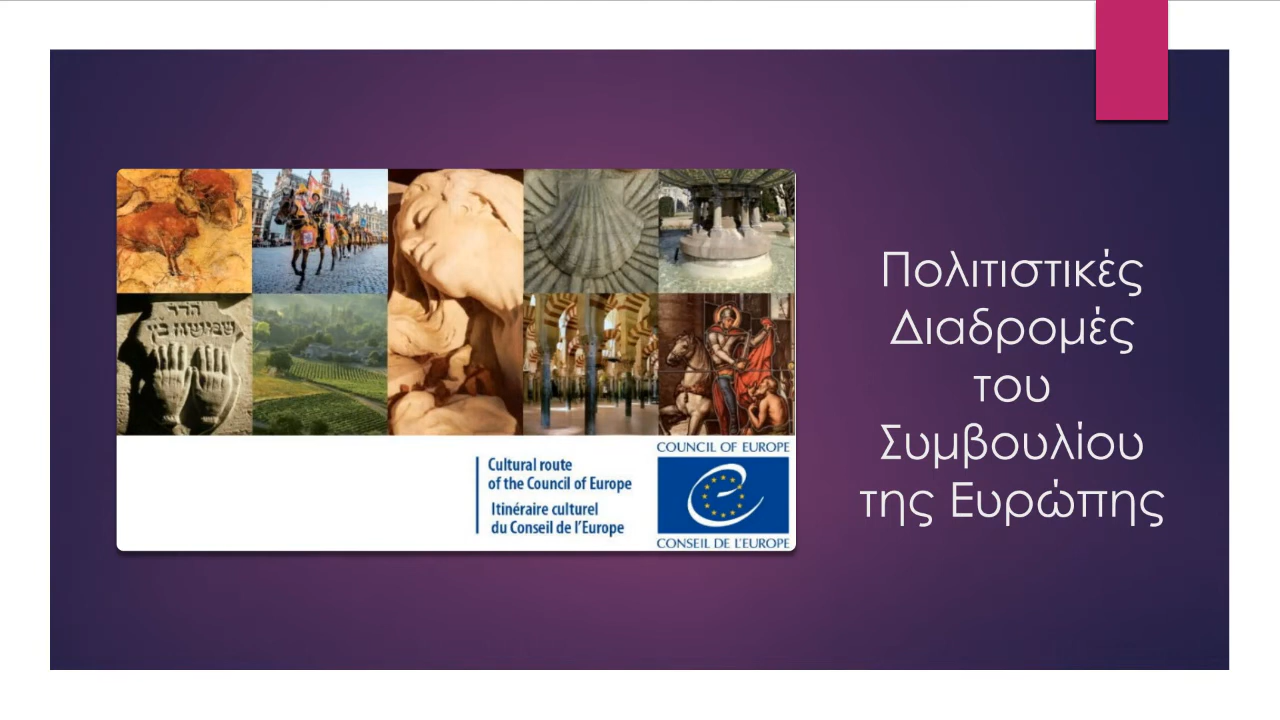 הרר
Cultural route
of the Council of Europe
Itinéraire culturel
du Conseil de l'Europe
COUNCIL OF EUROPE
CONSEIL DE L'EUROPE
Πολιτιστικές
Διαδρομές
του
Συμβουλίου
της Ευρώπης